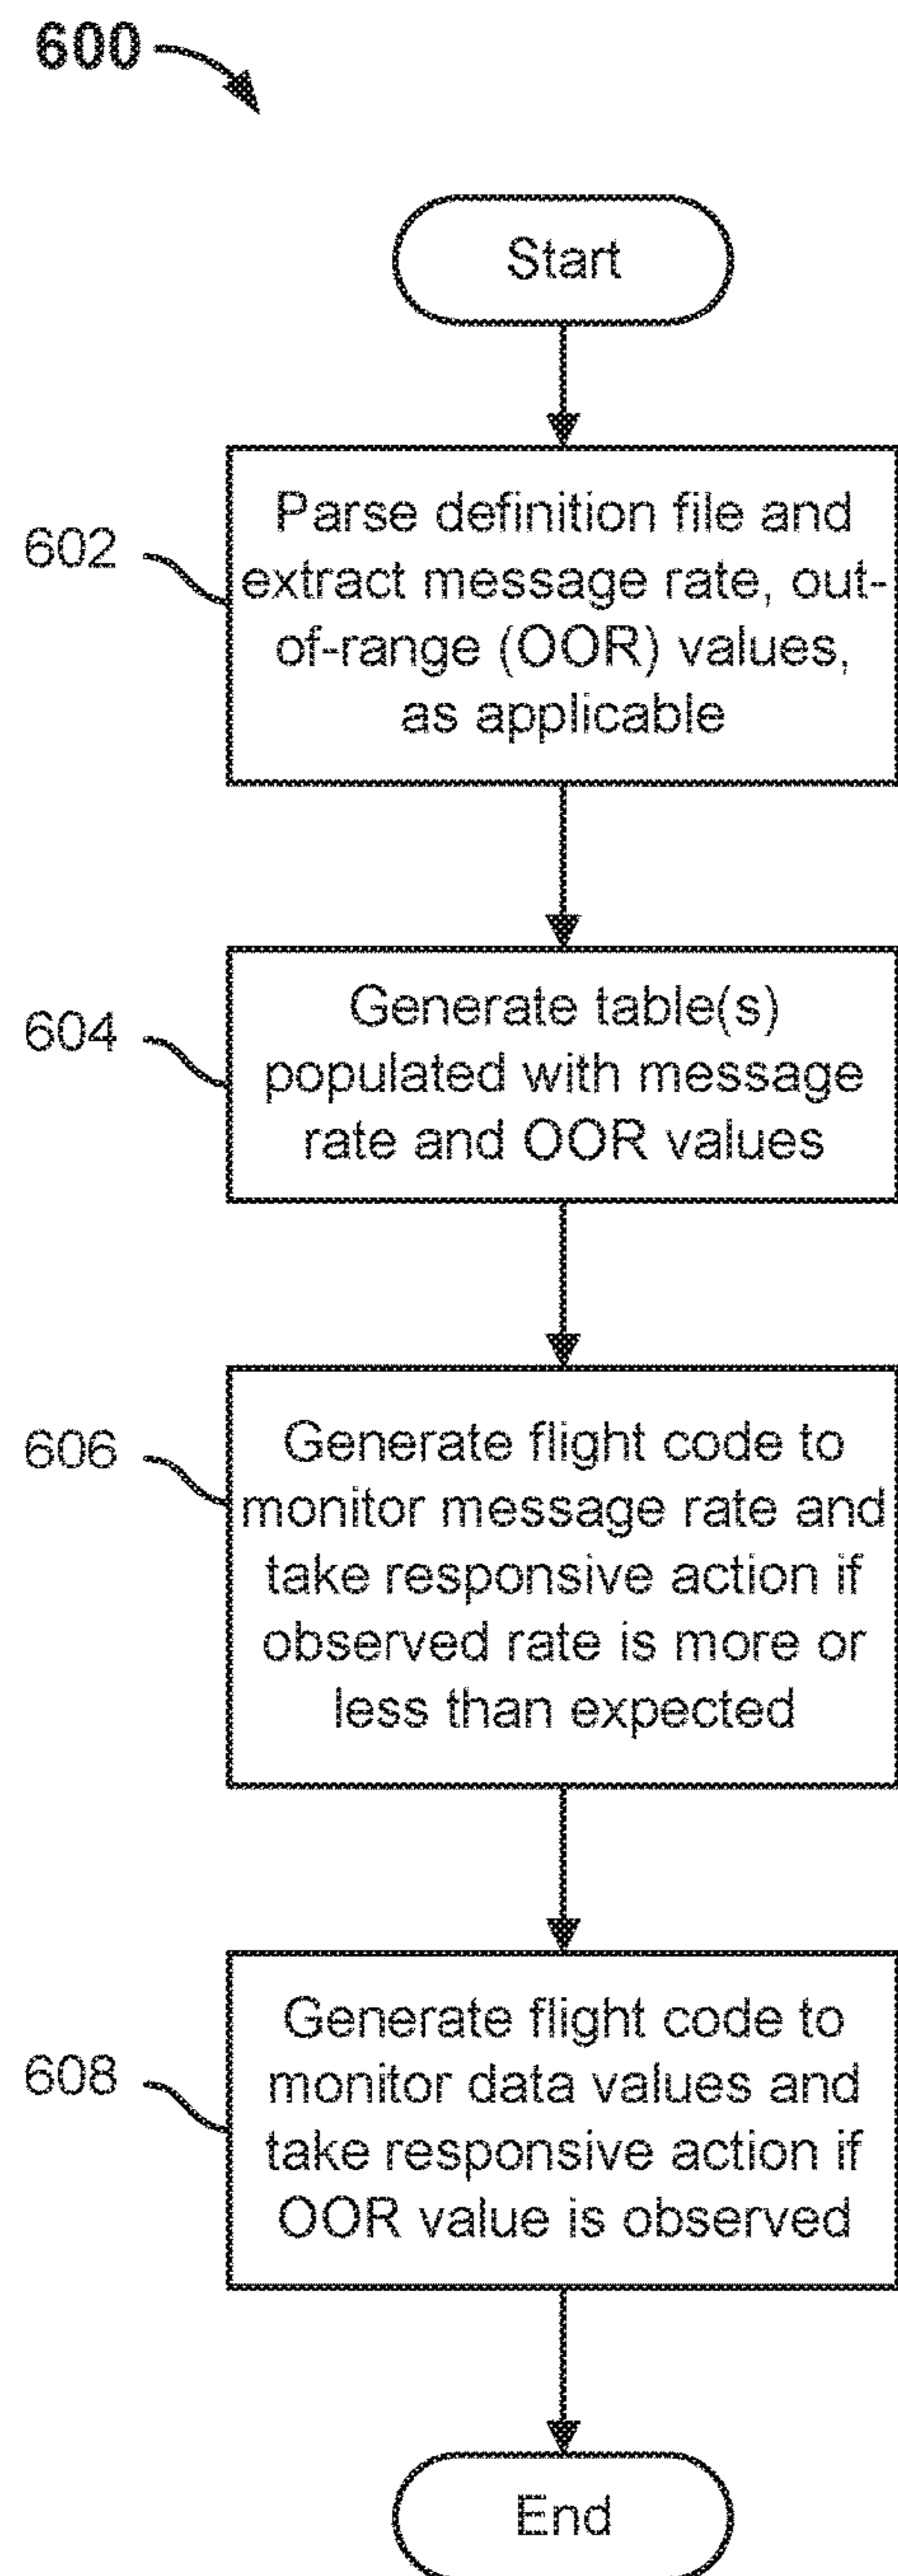 600
Start
602
Parse definition file and
extract message rate, out-
of-range (OOR) values,
as applicable
604
Generate table(s)
populated with message
rate and OOR values
606
Generate flight code to
monitor message rate and
take responsive action if
observed rate is more or
less than expected
608
Generate flight code to
monitor data values and
take responsive action if
OOR value is observed
End